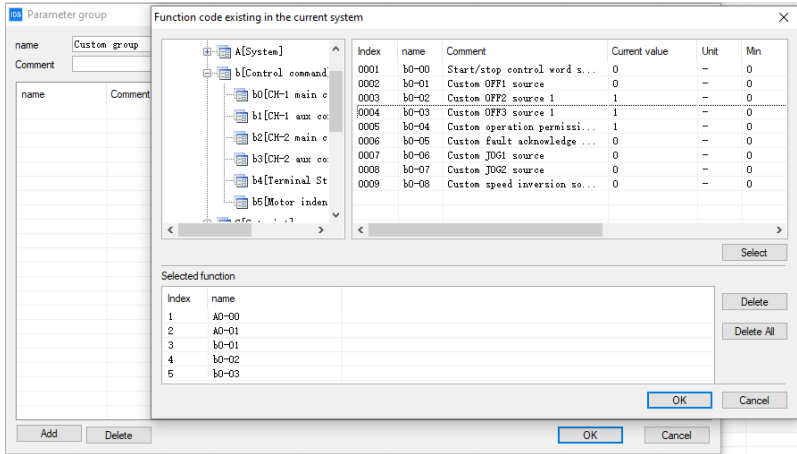 IDS Parameter group
name Custom group
Comment
name Comment
Add Delete OK Cancel
Function code existing in the current system
A[System]
b[Control command
b0[CH-1 main c
b1[CH-1 aux co
b2[CH-2 main c
b3[CH-2 aux co
b4[Terminal St
b5[Motor inden
Index name Comment Current value Unit Min
0001 b0-00 Start/stop control word s... 0 - 0
0002 b0-01 Custom OFF1 source 0 - 0
0003 b0-02 Custom OFF2 source 1 1 - 0
0004 b0-03 Custom OFF3 source 1 1 - 0
0005 b0-04 Custom operation permissi... 1 - 0
0006 b0-05 Custom fault acknowledge ... 0 - 0
0007 b0-06 Custom JOG1 source 0 - 0
0008 b0-07 Custom JOG2 source 0 - 0
0009 b0-08 Custom speed inversion so... 0 - 0
Select
Selected function
Index name
1 A0-00
2 A0-01
3 b0-01
4 b0-02
5 b0-03
Delete
Delete All
OK Cancel